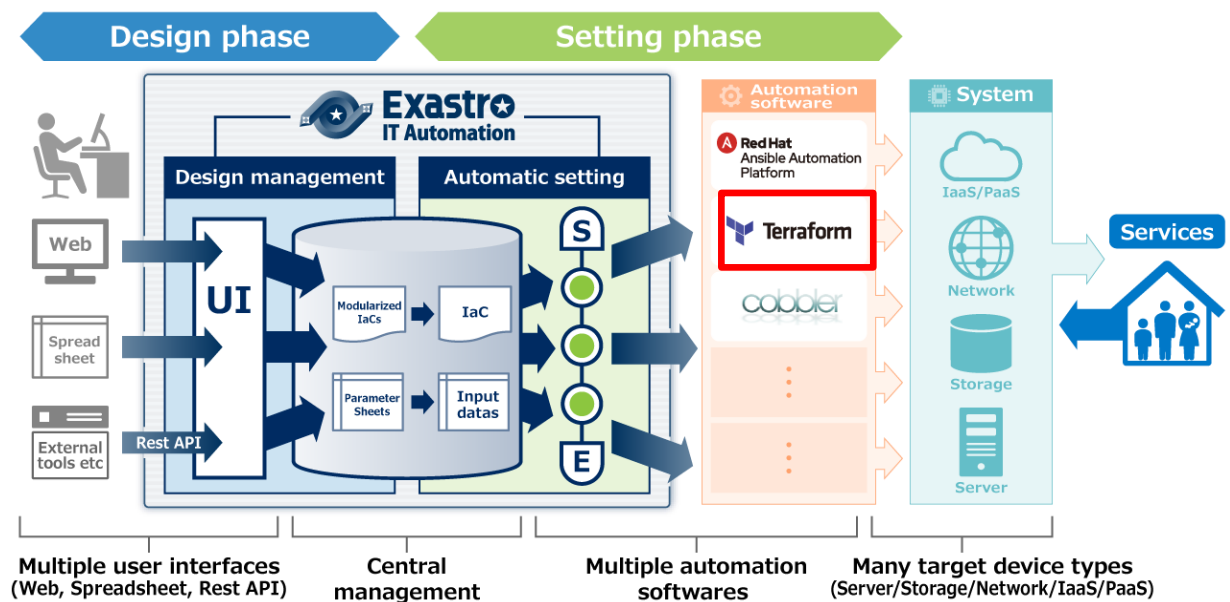 Design phase
Setting phase
Exastro
IT Automation
Design management
Automatic setting
Automation
software
System
Red Hat
Ansible Automation
Platform
IaaS/PaaS
Web
UI
S
Terraform
Services
Modularized
IaCs
IaC
cobbler
Network
Spread
sheet
Parameter
Sheets
Input
datas
Storage
External
tools etc
Rest API
E
Server
Multiple user interfaces
(Web, Spreadsheet, Rest API)
Central
management
Multiple automation
softwares
Many target device types
(Server/Storage/Network/IaaS/PaaS)